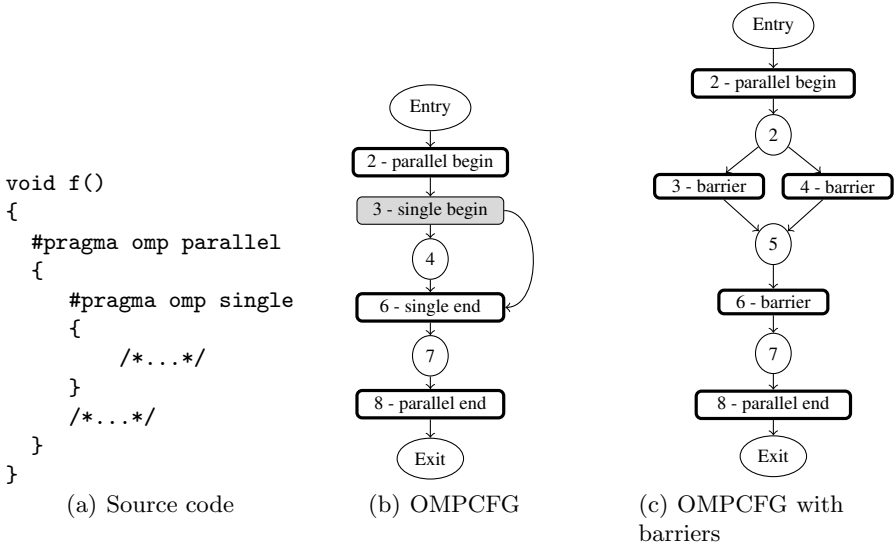 void f()
{
#pragma omp parallel
{
#pragma omp single
{
/*...*/
}
/*...*/
}
}
(a) Source code
Entry
2 - parallel begin
3 - single begin
4
6 - single end
7
8 - parallel end
Exit
(b) OMPCFG
Entry
2 - parallel begin
2
3 - barrier
4 - barrier
5
6 - barrier
7
8 - parallel end
Exit
(c) OMPCFG with
barriers